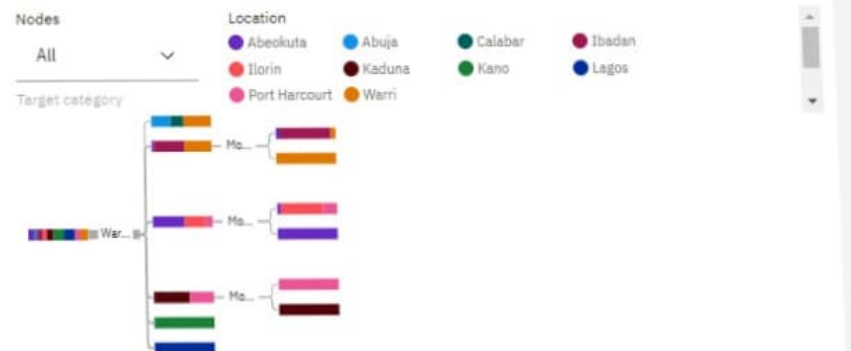 Nodes
Location
All
Abeokuta
Abuja
Calabar
Ibadan
Ilorin
Kaduna
Kano
Lagos
Port Harcourt
Warri
Target category
Mo...
War...
Mo...
Mo...